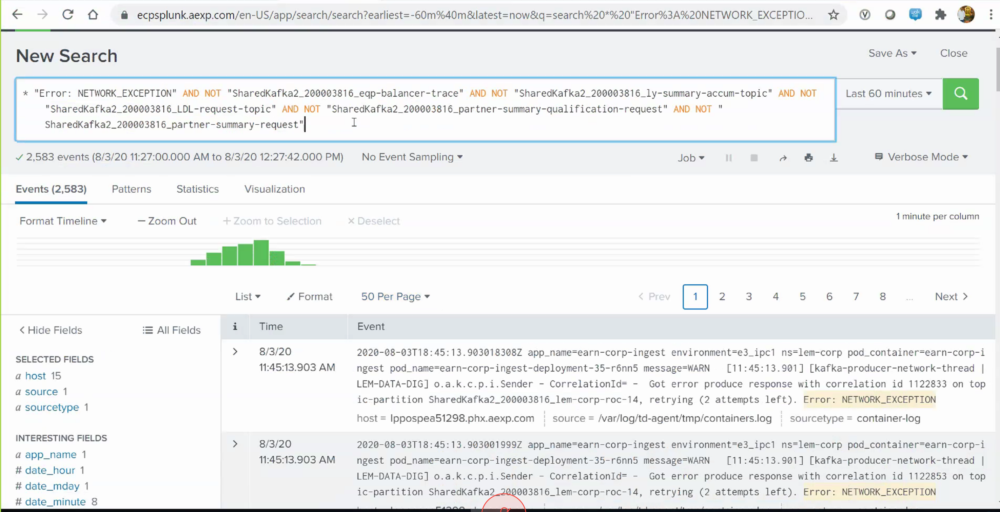 ecpsplunk.aexp.com/en-US/app/search/search?earliest=-60m%40m&latest=now&q=search%20*%20"Error%3A%20NETWORK_EXCEPTIO...
New Search
Save As
Close
* "Error: NETWORK_EXCEPTION" AND NOT "SharedKafka2_200003816_eqp-balancer-trace" AND NOT "SharedKafka2_200003816_ly-summary-accum-topic" AND NOT
"SharedKafka2_200003816_LDL-request-topic" AND NOT "SharedKafka2_200003816_partner-summary-qualification-request" AND NOT "
SharedKafka2_200003816_partner-summary-request"
Last 60 minutes
2,583 events (8/3/20 11:27:00.000 AM to 8/3/20 12:27:42.000 PM)
No Event Sampling
Job
Verbose Mode
Events (2,583)
Patterns
Statistics
Visualization
Format Timeline
— Zoom Out
+ Zoom to Selection
× Deselect
1 minute per column
List
Format
50 Per Page
< Prev
1 2 3 4 5 6 7 8 ...
Next >
< Hide Fields
All Fields
SELECTED FIELDS
a host 15
a source 1
a sourcetype 1
INTERESTING FIELDS
a app_name 1
# date_hour 1
# date_mday 1
# date_minute 8
i
Time
Event
8/3/20
11:45:13.903 AM
2020-08-03T18:45:13.903018308Z app_name=earn-corp-ingest environment=e3_ipc1 ns=lem-corp pod_container=earn-corp-i
ngest pod_name=earn-corp-ingest-deployment-35-r6nn5 message=WARN [11:45:13.901] [kafka-producer-network-thread |
LEM-DATA-DIG] o.a.k.c.p.i.Sender - CorrelationId= - Got error produce response with correlation id 1122833 on top
ic-partition SharedKafka2_200003816_lem-corp-roc-14, retrying (2 attempts left). Error: NETWORK_EXCEPTION
host = lppospea51298.phx.aexp.com source = /var/log/td-agent/tmp/containers.log sourcetype = container-log
8/3/20
11:45:13.903 AM
2020-08-03T18:45:13.903001999Z app_name=earn-corp-ingest environment=e3_ipc1 ns=lem-corp pod_container=earn-corp-i
ngest pod_name=earn-corp-ingest-deployment-35-r6nn5 message=WARN [11:45:13.901] [kafka-producer-network-thread |
LEM-DATA-DIG] o.a.k.c.p.i.Sender - CorrelationId= - Got error produce response with correlation id 1122853 on top
ic-partition SharedKafka2_200003816_lem-corp-roc-14, retrying (2 attempts left). Error: NETWORK_EXCEPTION